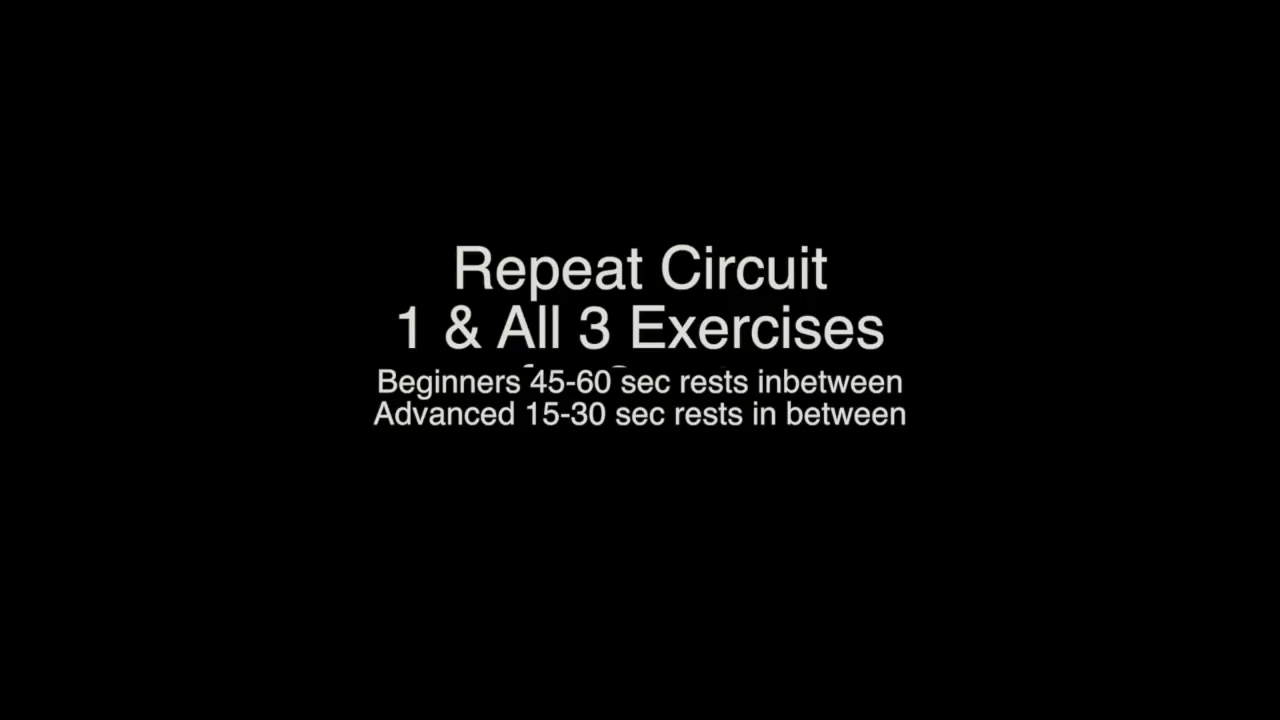 Repeat Circuit
1 & All 3 Exercises
Beginners 45-60 sec rests inbetween
Advanced 15-30 sec rests in between